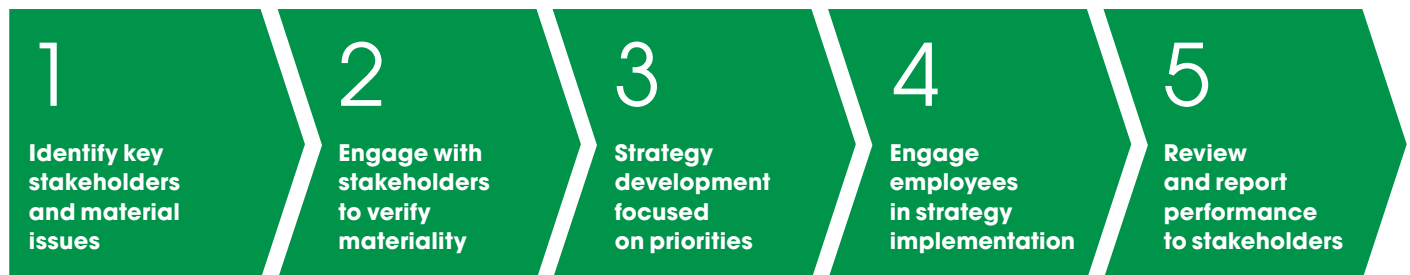 1
Identify key
stakeholders
and material
issues
2
Engage with
stakeholders
to verify
materiality
3
Strategy
development
focused
on priorities
4
Engage
employees
in strategy
implementation
5
Review
and report
performance
to stakeholders